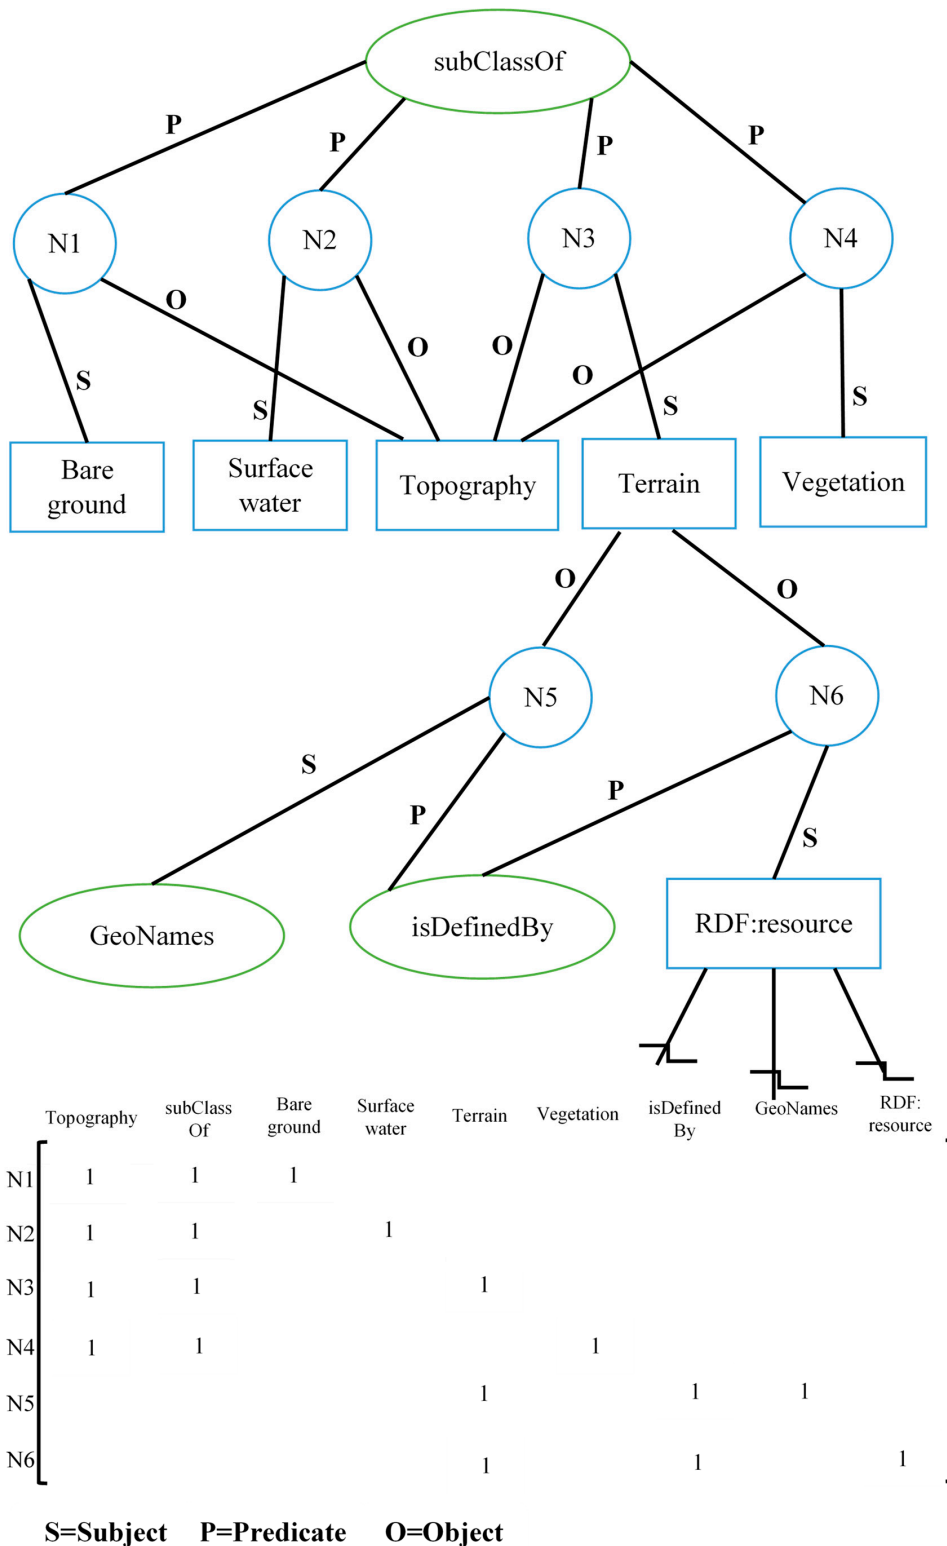 subClassOf
P
P
P
P
N1
N2
N3
N4
O
S
S
O
O
O
S
S
Bare
ground
Surface
water
Topography
Terrain
Vegetation
O
O
N5
N6
S
P
P
S
GeoNames
isDefinedBy
RDF:resource
Topography
subClass
Of
Bare
ground
Surface
water
Terrain
Vegetation
isDefined
By
GeoNames
RDF:
resource
N1 1 1 1
N2 1 1 1
N3 1 1 1
N4 1 1 1
N5 1 1 1
N6 1 1 1
S=Subject P=Predicate O=Object